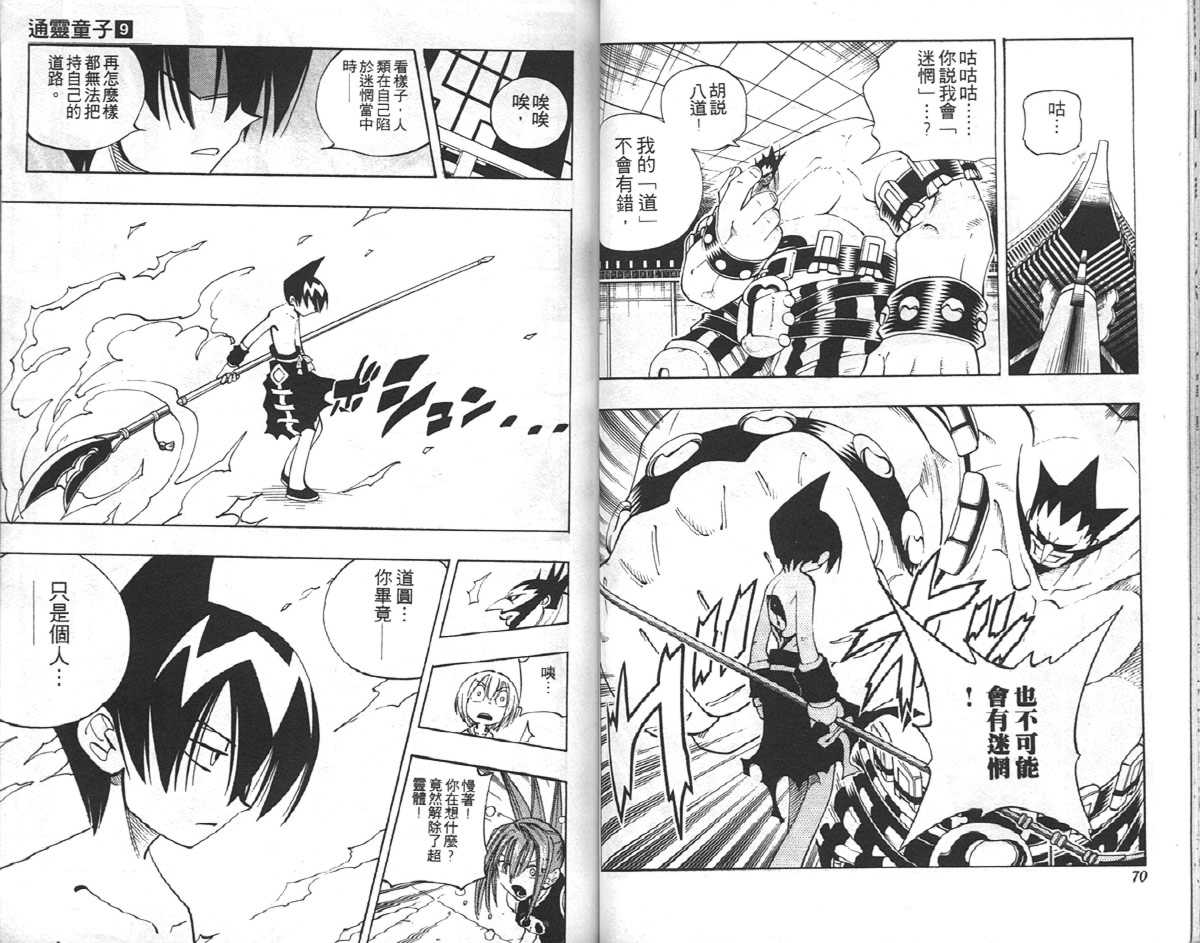 咕…
咕咕咕……
你說我會「
迷惘」…?
胡說
八道!
我的「道」
不會有錯,
也不可能
會有迷惘
!
70
通靈童子9
唉唉
唉,
看樣子,人
類在自己陷
於迷惘當中
時——
再怎麼樣
都無法把
持自己的
道路。
ボシュン...
道圓…
你畢竟——
——只是個人…
咦…
慢著!
你在想什麼?
竟然解除了超
靈體!